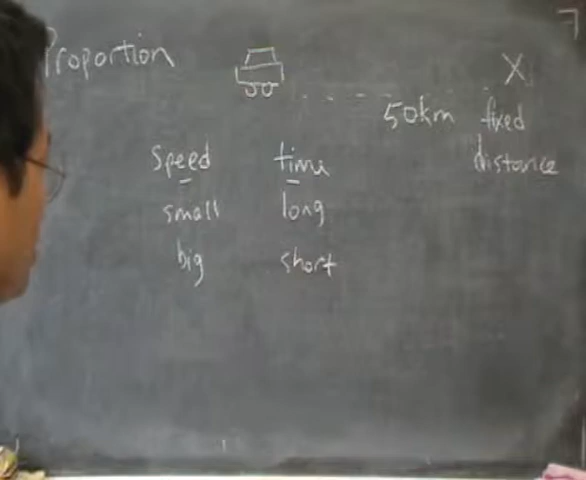 Proportion
X
50km fixed
distance
speed time
small long
big short